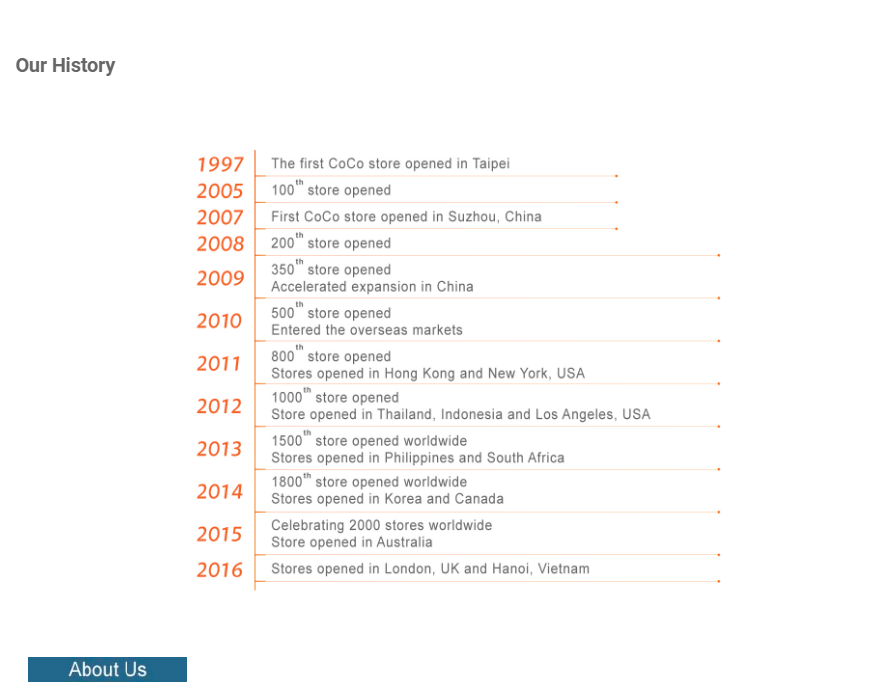 Our History
1997 The first CoCo store opened in Taipei
2005 100th store opened
2007 First CoCo store opened in Suzhou, China
2008 200th store opened
2009 350th store opened
Accelerated expansion in China
2010 500th store opened
Entered the overseas markets
2011 800th store opened
Stores opened in Hong Kong and New York, USA
2012 1000th store opened
Store opened in Thailand, Indonesia and Los Angeles, USA
2013 1500th store opened worldwide
Stores opened in Philippines and South Africa
2014 1800th store opened worldwide
Stores opened in Korea and Canada
2015 Celebrating 2000 stores worldwide
Store opened in Australia
2016 Stores opened in London, UK and Hanoi, Vietnam
About Us